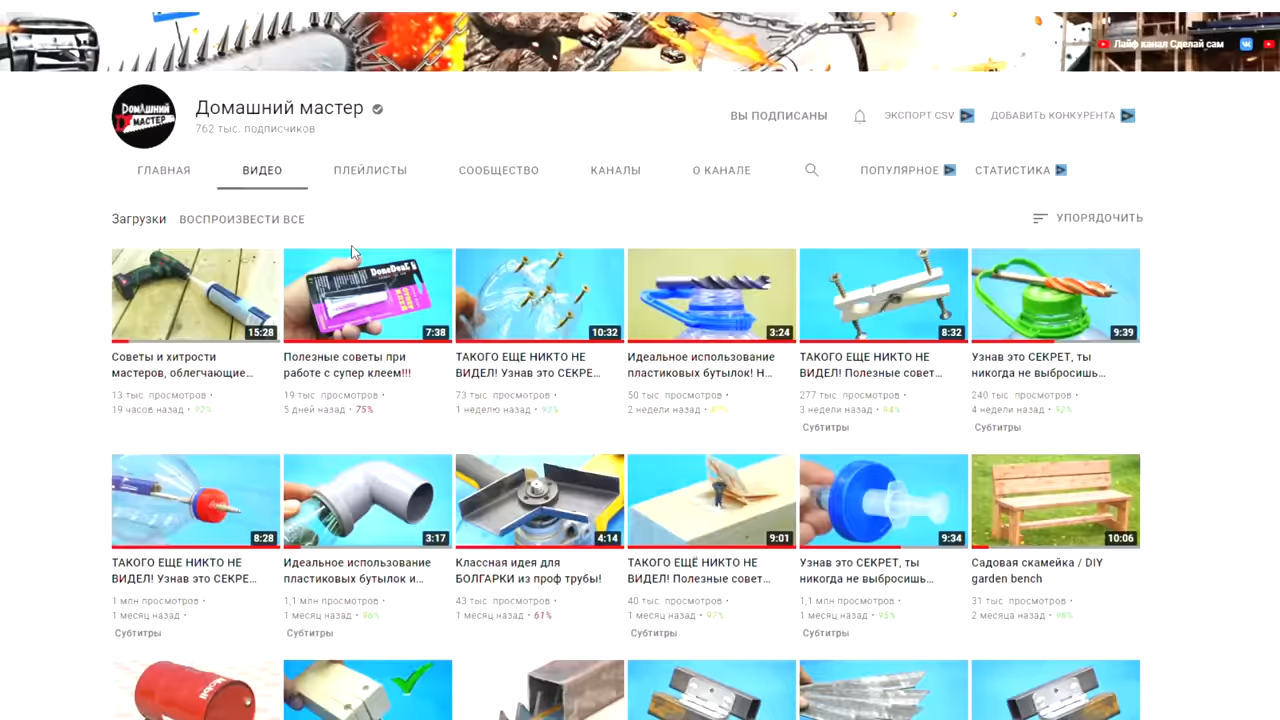 Лайф канал Сделай сам
Домашний мастер
762 тыс. подписчиков
ДОМАШНИЙ
МАСТЕР
ВЫ ПОДПИСАНЫ
ЭКСПОРТ CSV
ДОБАВИТЬ КОНКУРЕНТА
ГЛАВНАЯ ВИДЕО ПЛЕЙЛИСТЫ СООБЩЕСТВО КАНАЛЫ О КАНАЛЕ ПОПУЛЯРНОЕ СТАТИСТИКА
Загрузки ВОСПРОИЗВЕСТИ ВСЕ
УПОРЯДОЧИТЬ
DoneDeaL
15:28 7:38 10:32 3:24 8:32 9:39
Советы и хитрости
мастеров, облегчающие...
13 тыс. просмотров •
19 часов назад • 92%
Полезные советы при
работе с супер клеем!!!
19 тыс. просмотров •
5 дней назад • 75%
ТАКОГО ЕЩЕ НИКТО НЕ
ВИДЕЛ! Узнав это СЕКРЕ...
73 тыс. просмотров •
1 неделю назад • 93%
Идеальное использование
пластиковых бутылок! Н...
50 тыс. просмотров •
2 недели назад •
ТАКОГО ЕЩЕ НИКТО НЕ
ВИДЕЛ! Полезные совет...
277 тыс. просмотров •
3 недели назад • 94%
Субтитры
Узнав это СЕКРЕТ, ты
никогда не выбросишь...
240 тыс. просмотров •
4 недели назад • 92%
Субтитры
8:28 3:17 4:14 9:01 9:34 10:06
ТАКОГО ЕЩЕ НИКТО НЕ
ВИДЕЛ! Узнав это СЕКРЕ...
1 млн просмотров •
1 месяц назад •
Субтитры
Идеальное использование
пластиковых бутылок и...
1,1 млн просмотров •
1 месяц назад • 96%
Субтитры
Классная идея для
БОЛГАРКИ из проф трубы!
43 тыс. просмотров •
1 месяц назад • 61%
ТАКОГО ЕЩЁ НИКТО НЕ
ВИДЕЛ! Полезные совет...
40 тыс. просмотров •
1 месяц назад • 97%
Субтитры
Узнав это СЕКРЕТ, ты
никогда не выбросишь...
1,1 млн просмотров •
1 месяц назад • 95%
Субтитры
Садовая скамейка / DIY
garden bench
31 тыс. просмотров •
2 месяца назад • 98%